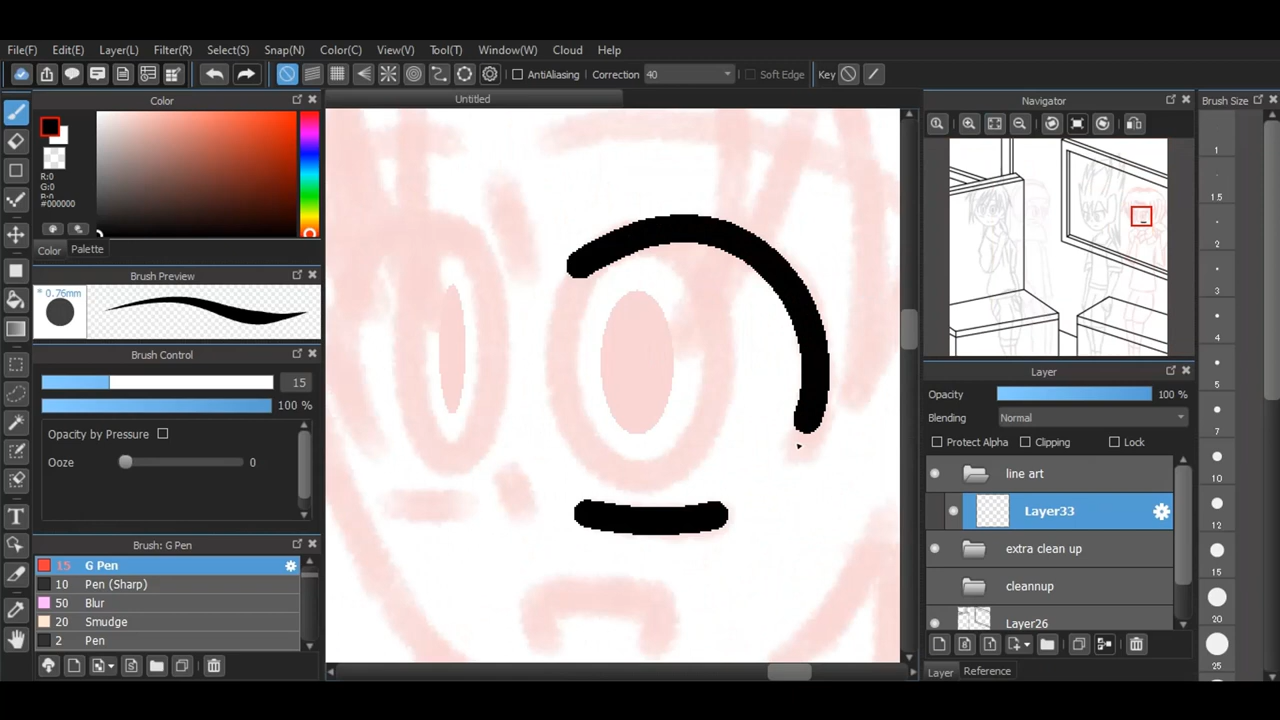 File(F) Edit(E) Layer(L) Filter(R) Select(S) Snap(N) Color(C) View(V) Tool(T) Window(W) Cloud Help
AntiAliasing Correction 40 Soft Edge Key
Color
R:0
G:0
B:0
#000000
Color Palette
Brush Preview
* 0.76mm
Brush Control
15
100 %
Opacity by Pressure
Ooze 0
Brush: G Pen
15 G Pen
10 Pen (Sharp)
50 Blur
20 Smudge
2 Pen
Untitled
Navigator
Layer
Opacity 100 %
Blending Normal
Protect Alpha Clipping Lock
line art
Layer33
extra clean up
cleannup
Layer26
Layer Reference
Brush Size
1
1.5
2
3
4
5
7
10
12
15
20
25